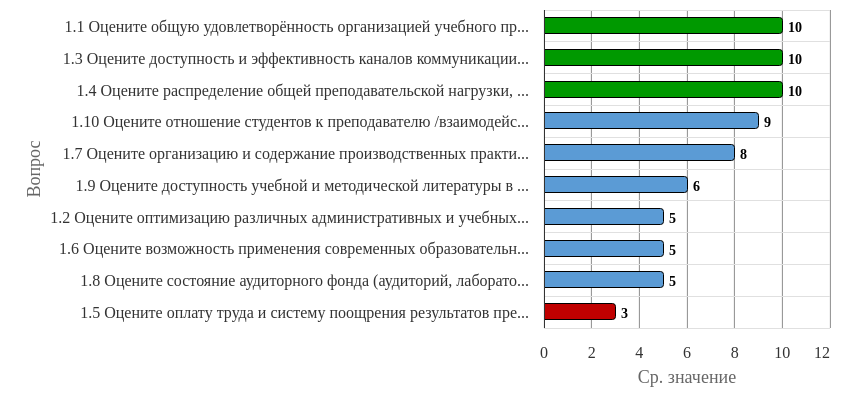 1.1 Оцените общую удовлетворённость организацией учебного пр... 10
1.3 Оцените доступность и эффективность каналов коммуникации... 10
1.4 Оцените распределение общей преподавательской нагрузки, ... 10
1.10 Оцените отношение студентов к преподавателю /взаимодейс... 9
1.7 Оцените организацию и содержание производственных практи... 8
1.9 Оцените доступность учебной и методической литературы в ... 6
1.2 Оцените оптимизацию различных административных и учебных... 5
1.6 Оцените возможность применения современных образовательн... 5
1.8 Оцените состояние аудиторного фонда (аудиторий, лаборато... 5
1.5 Оцените оплату труда и систему поощрения результатов пре... 3
Вопрос
0 2 4 6 8 10 12
Ср. значение